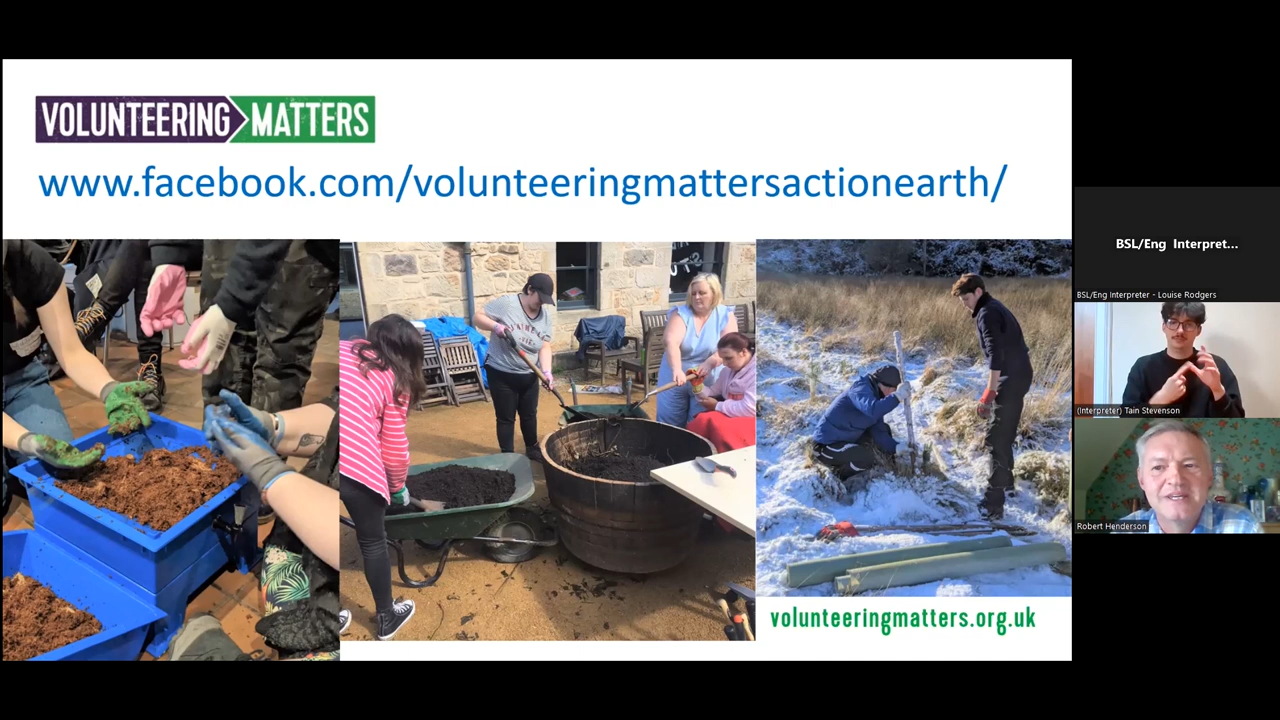 VOLUNTEERING MATTERS
www.facebook.com/volunteeringmattersactionearth/
volunteeringmatters.org.uk
BSL/Eng Interpret...
BSL/Eng Interpreter - Louise Rodgers
(Interpreter) Tain Stevenson
Robert Henderson